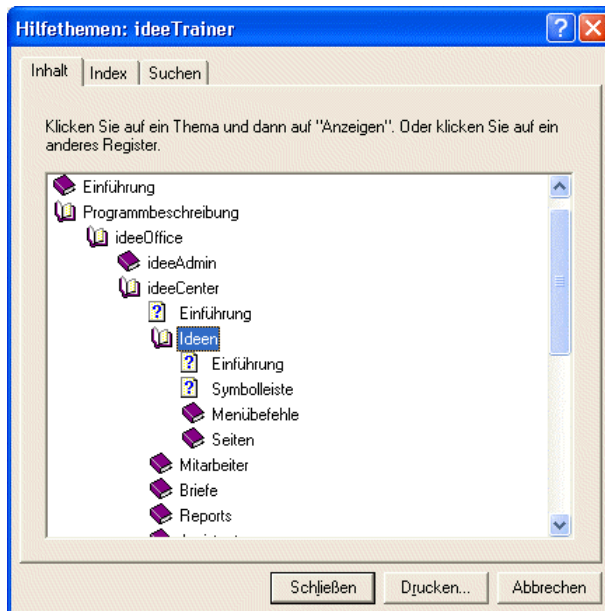 Hilfethemen: ideeTrainer
Inhalt Index Suchen
Klicken Sie auf ein Thema und dann auf "Anzeigen". Oder klicken Sie auf ein
anderes Register.
Einführung
Programmbeschreibung
ideeOffice
ideeAdmin
ideeCenter
Einführung
Ideen
Einführung
Symbolleiste
Menübefehle
Seiten
Mitarbeiter
Briefe
Reports
Schließen Drucken... Abbrechen